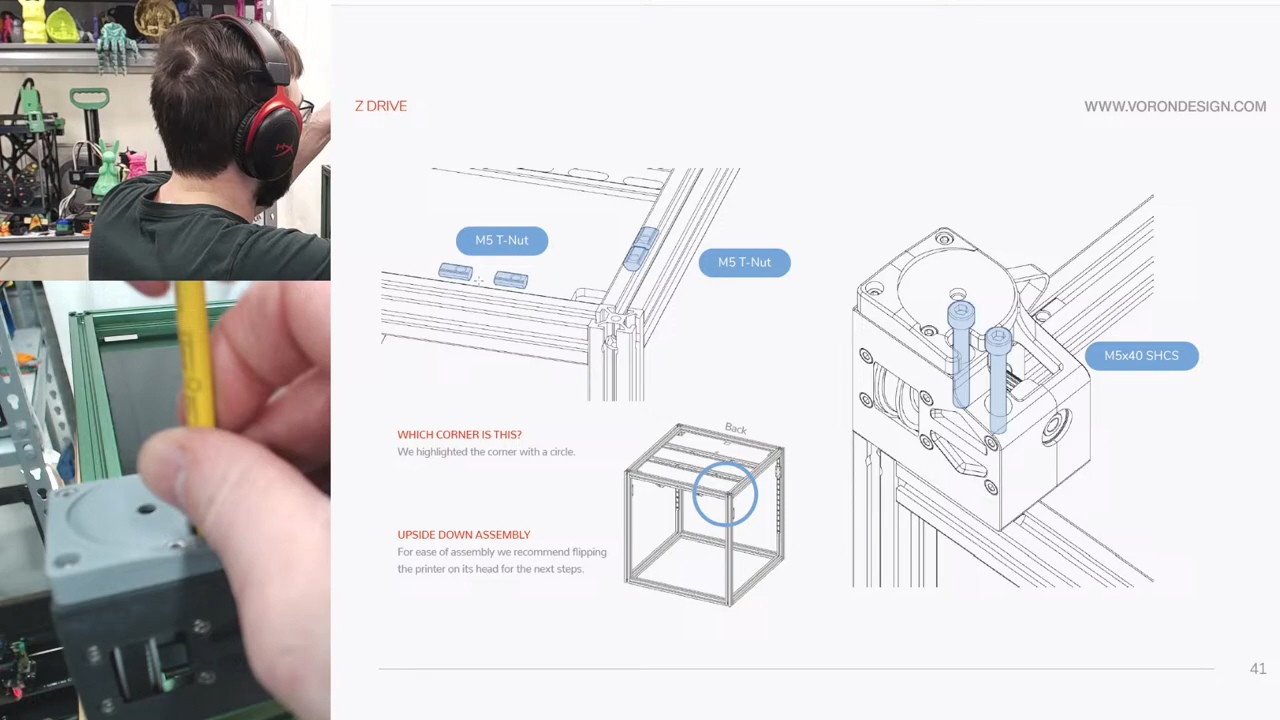 Z DRIVE
WWW.VORONDESIGN.COM
M5 T-Nut
M5 T-Nut
M5x40 SHCS
WHICH CORNER IS THIS?
We highlighted the corner with a circle.
Back
UPSIDE DOWN ASSEMBLY
For ease of assembly we recommend flipping
the printer on its head for the next steps.
41